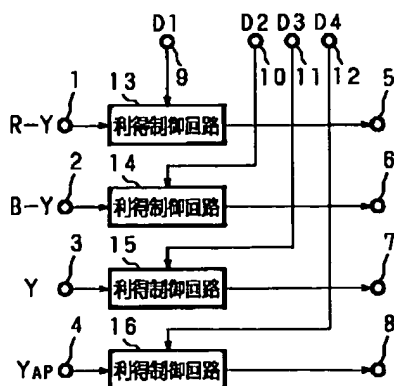 D1 D2 D3 D4
9 10 11 12
1 13 5
R-Y 利得制御回路
2 14 6
B-Y 利得制御回路
3 15 7
Y 利得制御回路
4 16 8
YAP 利得制御回路